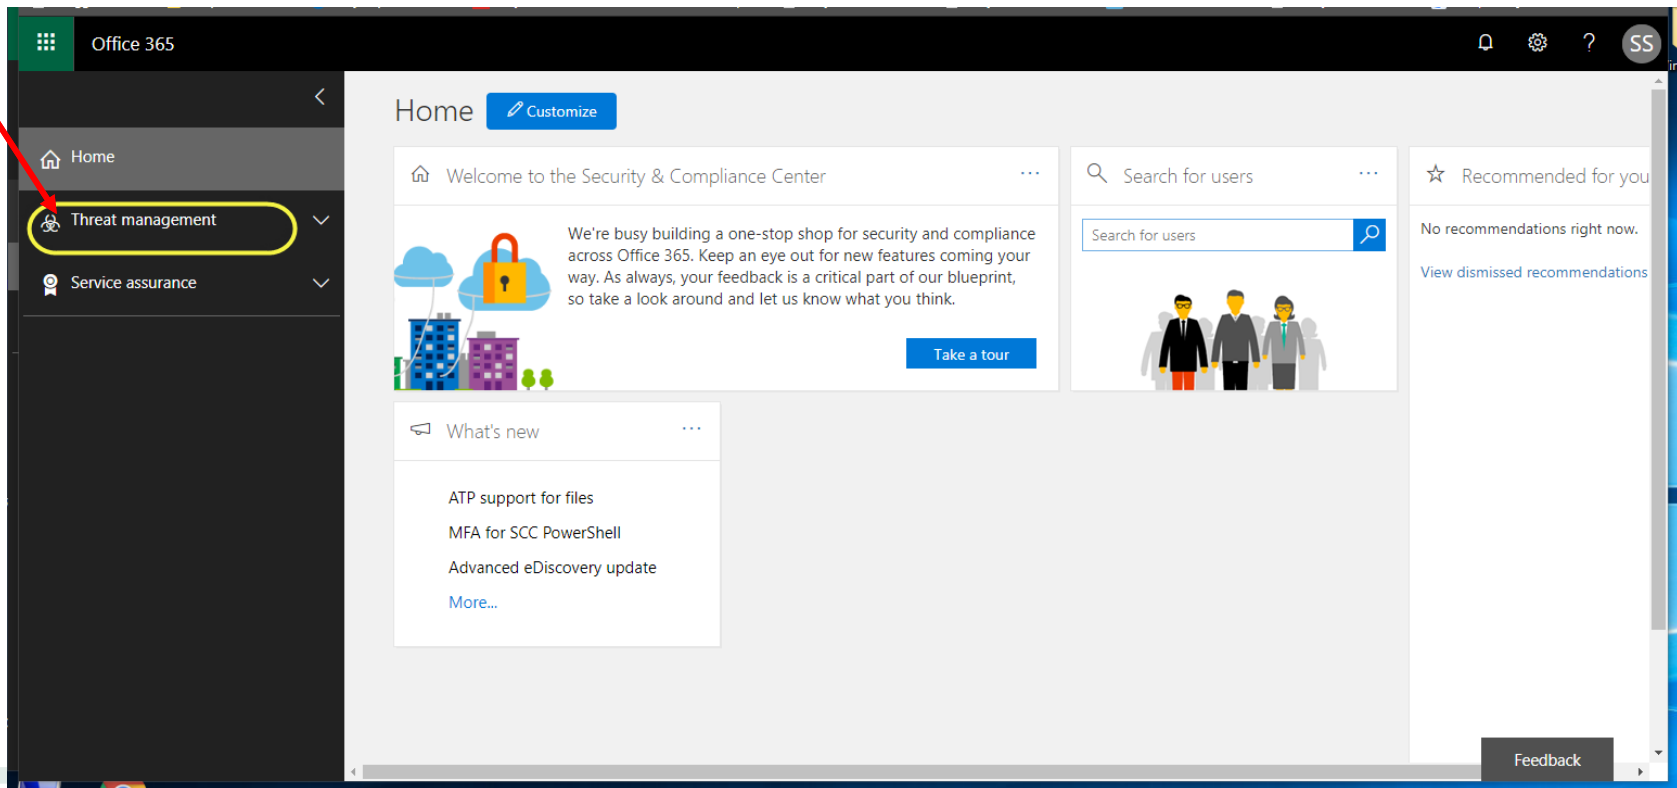 Office 365
?
SS
Home
Threat management
Service assurance
Home
Customize
Welcome to the Security & Compliance Center
...
We're busy building a one-stop shop for security and compliance
across Office 365. Keep an eye out for new features coming your
way. As always, your feedback is a critical part of our blueprint,
so take a look around and let us know what you think.
Take a tour
Search for users
...
Search for users
Recommended for you
No recommendations right now.
View dismissed recommendations
What's new
...
ATP support for files
MFA for SCC PowerShell
Advanced eDiscovery update
More...
Feedback